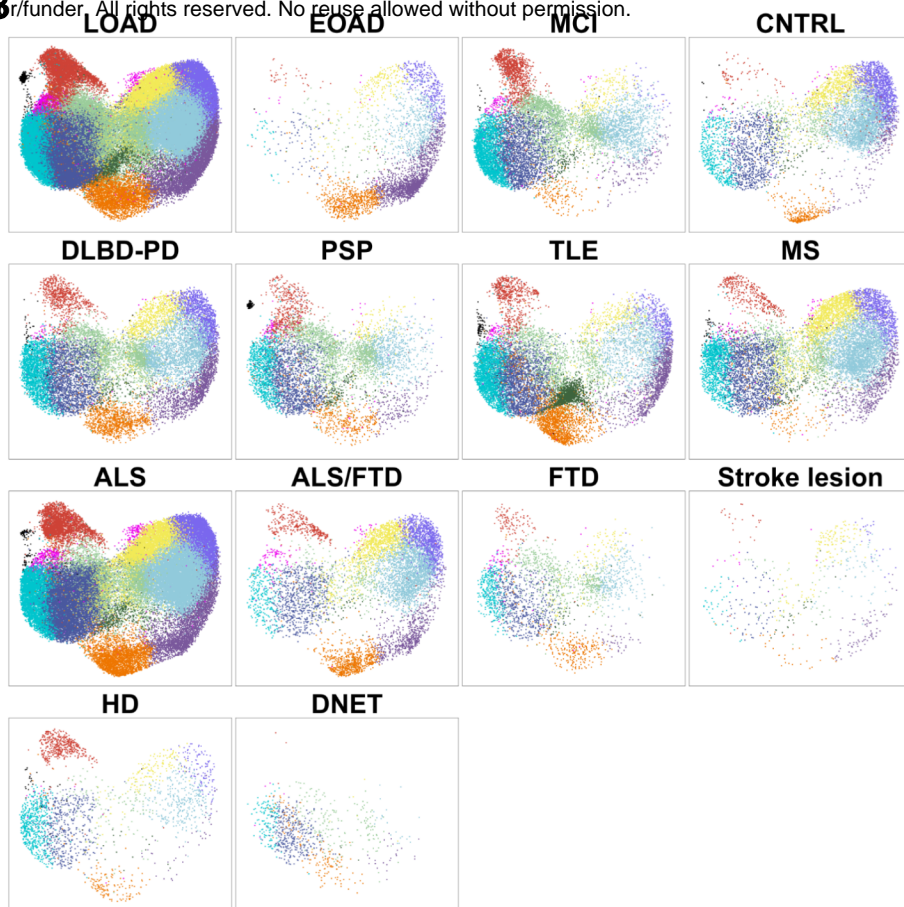 r/funder. All rights reserved. No reuse allowed without permission.
LOAD EOAD MCI CNTRL
DLBD-PD PSP TLE MS
ALS ALS/FTD FTD Stroke lesion
HD DNET